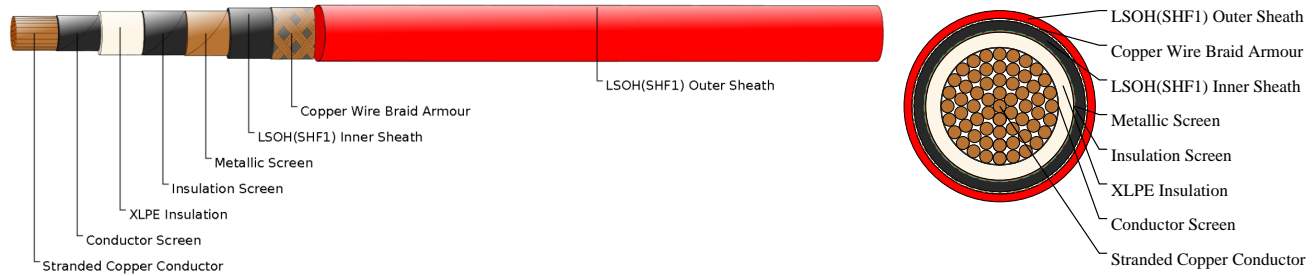 LSOH(SHF1) Outer Sheath
Copper Wire Braid Armour
LSOH(SHF1) Inner Sheath
Metallic Screen
Insulation Screen
XLPE Insulation
Conductor Screen
Stranded Copper Conductor
LSOH(SHF1) Outer Sheath
Copper Wire Braid Armour
LSOH(SHF1) Inner Sheath
Metallic Screen
Insulation Screen
XLPE Insulation
Conductor Screen
Stranded Copper Conductor